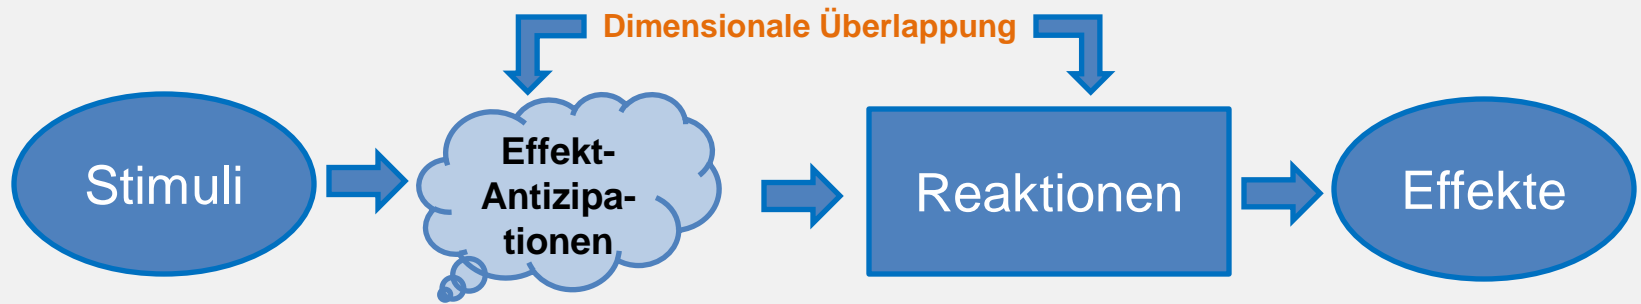 Dimensionale Überlappung
Stimuli
Effekt-
Antizipa-
tionen
Reaktionen
Effekte